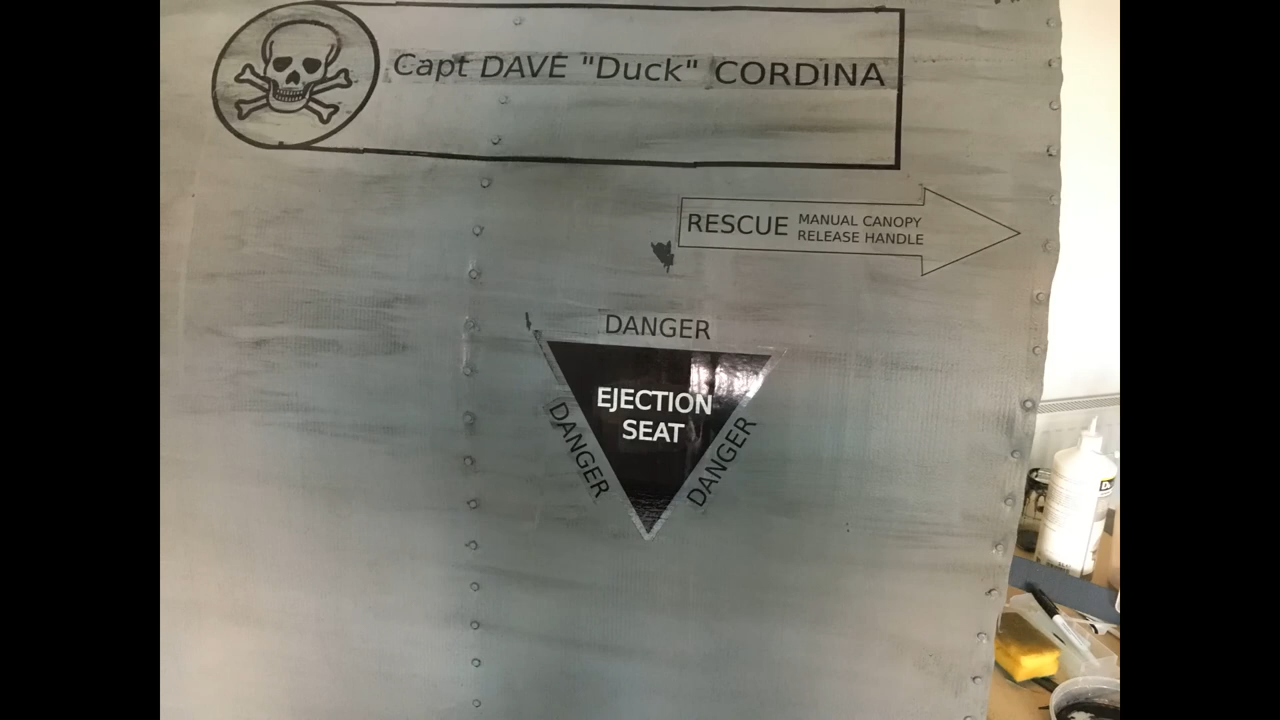 Capt DAVE "Duck" CORDINA
RESCUE MANUAL CANOPY
RELEASE HANDLE
DANGER
EJECTION
SEAT
DANGER
DANGER